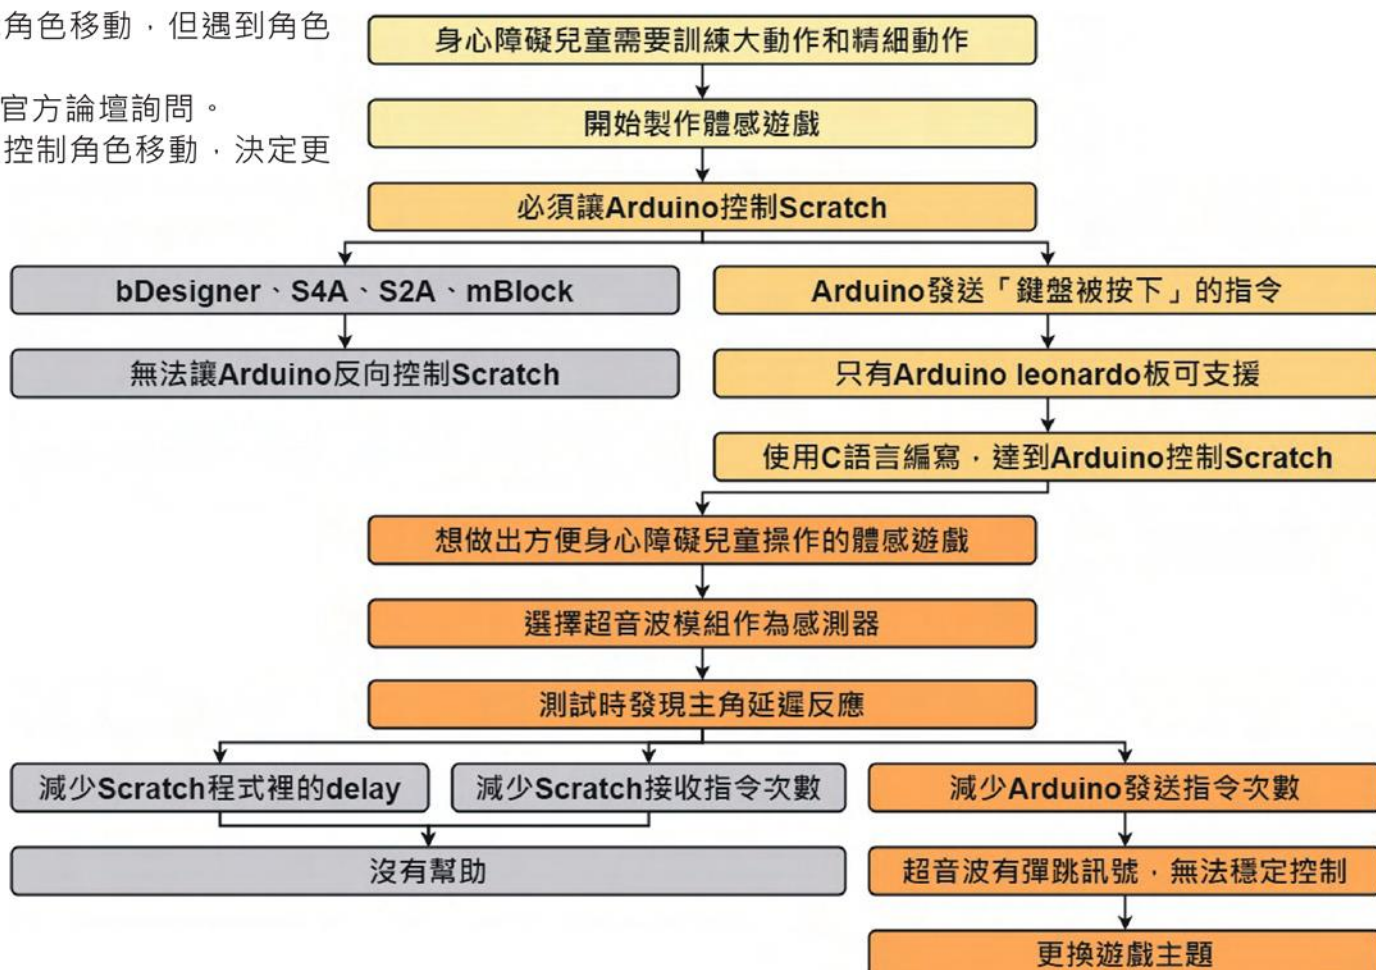 角色移動，但遇到角色
官方論壇詢問。
控制角色移動，決定更
身心障礙兒童需要訓練大動作和精細動作
開始製作體感遊戲
必須讓Arduino控制Scratch
bDesigner、S4A、S2A、mBlock
Arduino發送「鍵盤被按下」的指令
無法讓Arduino反向控制Scratch
只有Arduino leonardo板可支援
使用C語言編寫，達到Arduino控制Scratch
想做出方便身心障礙兒童操作的體感遊戲
選擇超音波模組作為感測器
測試時發現主角延遲反應
減少Scratch程式裡的delay
減少Scratch接收指令次數
減少Arduino發送指令次數
沒有幫助
超音波有彈跳訊號，無法穩定控制
更換遊戲主題